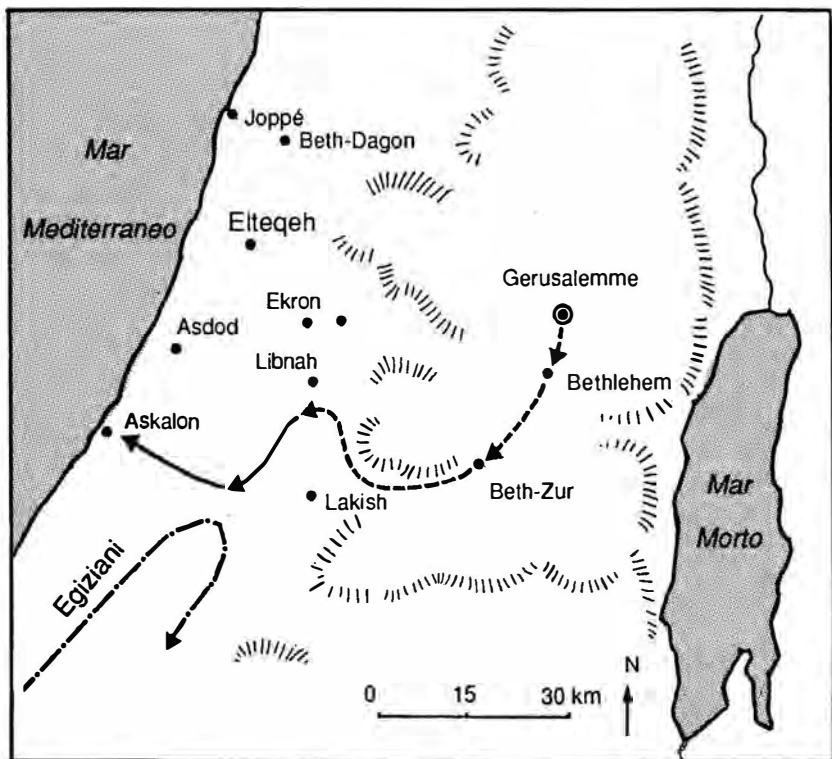 Joppé
Beth-Dagon
Mar
Mediterraneo
Elteqeh
Gerusalemme
Ekron
Asdod
Libnah
Bethlehem
Askalon
Lakish
Beth-Zur
Mar
Morto
Egiziani
N
0 15 30 km